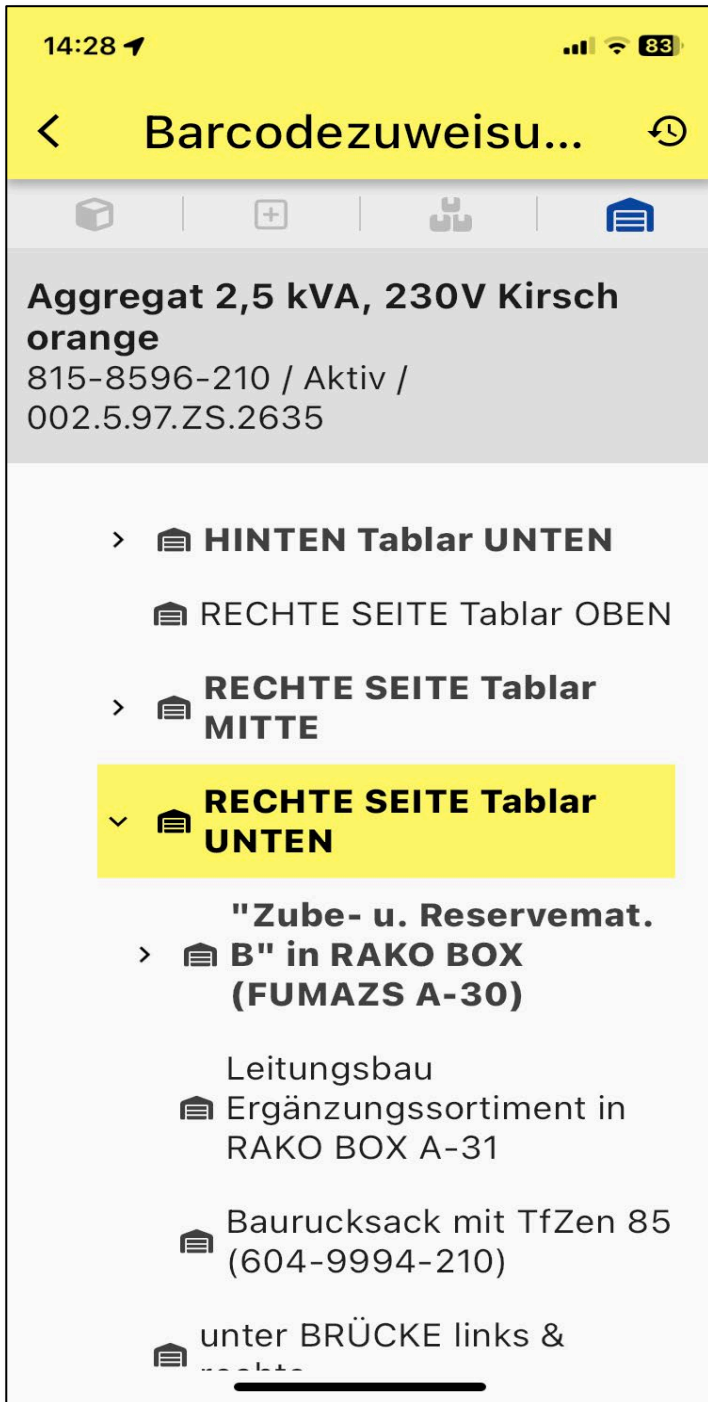 14:28
83
Barcodezuweisu...
Aggregat 2,5 kVA, 230V Kirsch
orange
815-8596-210 / Aktiv /
002.5.97.ZS.2635
HINTEN Tablar UNTEN
RECHTE SEITE Tablar OBEN
RECHTE SEITE Tablar
MITTE
RECHTE SEITE Tablar
UNTEN
"Zube- u. Reservemat.
B" in RAKO BOX
(FUMAZS A-30)
Leitungsbau
Ergänzungssortiment in
RAKO BOX A-31
Baurucksack mit TfZen 85
(604-9994-210)
unter BRÜCKE links &